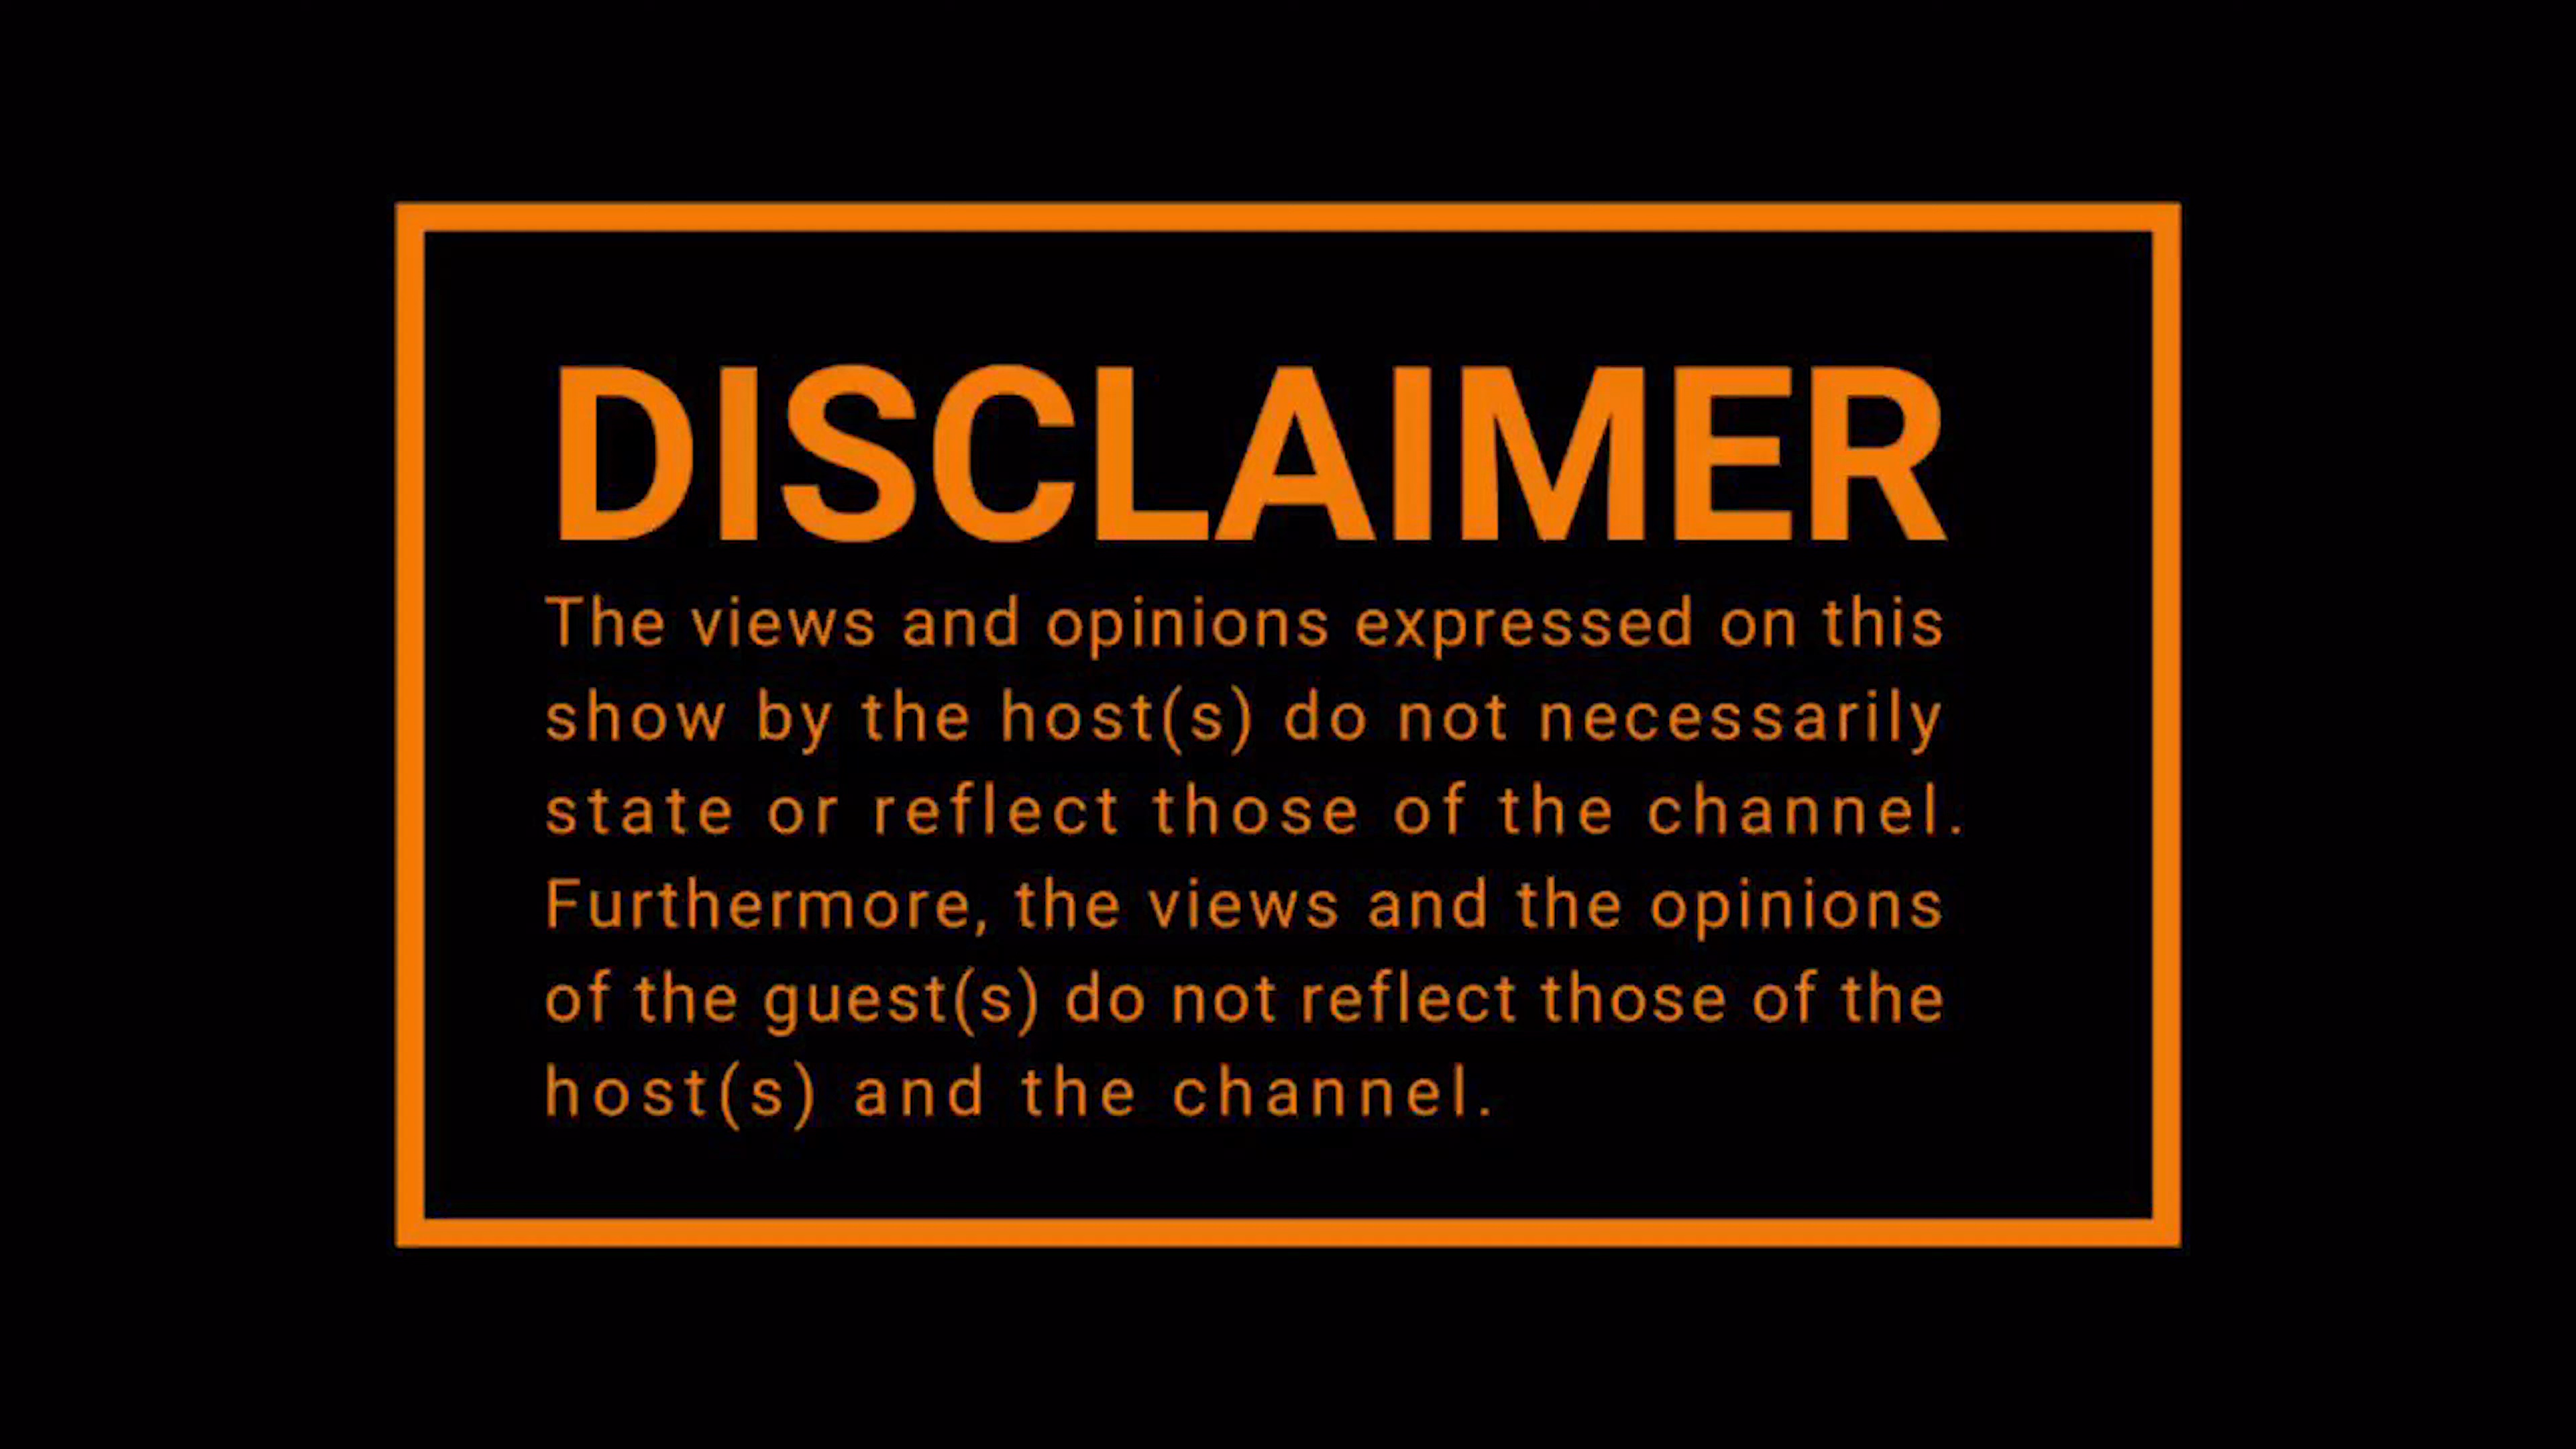 DISCLAIMER
The views and opinions expressed on this
show by the host(s) do not necessarily
state or reflect those of the channel.
Furthermore, the views and the opinions
of the guest(s) do not reflect those of the
host(s) and the channel.